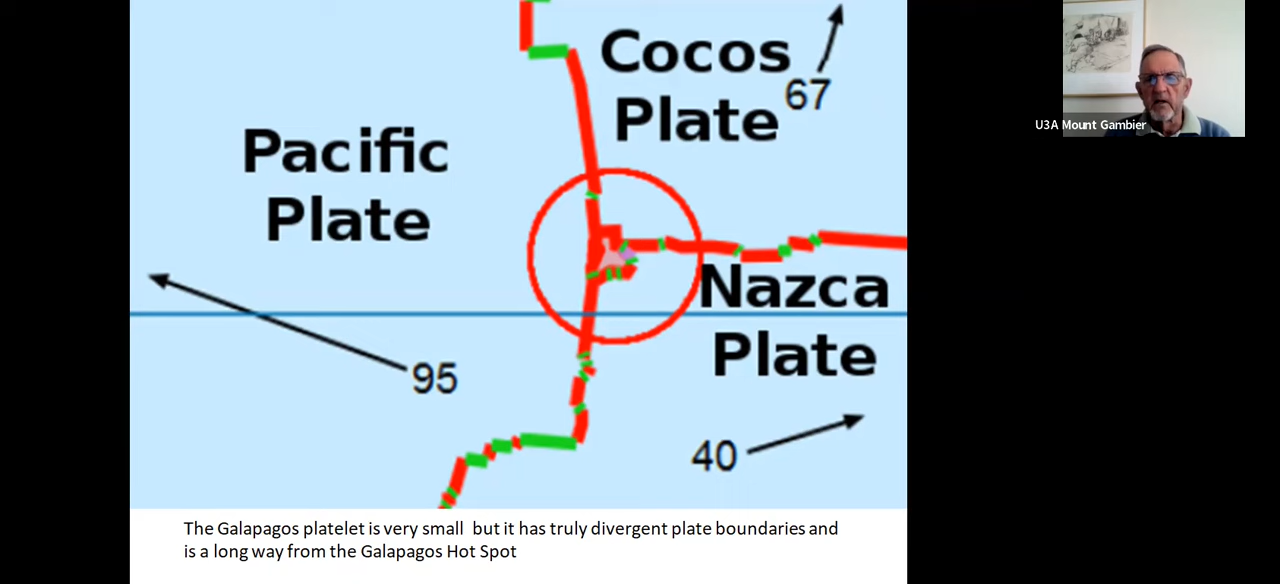 Cocos
Plate
67
Pacific
Plate
Nazca
Plate
95
40
The Galapagos platelet is very small but it has truly divergent plate boundaries and
is a long way from the Galapagos Hot Spot
U3A Mount Gambier